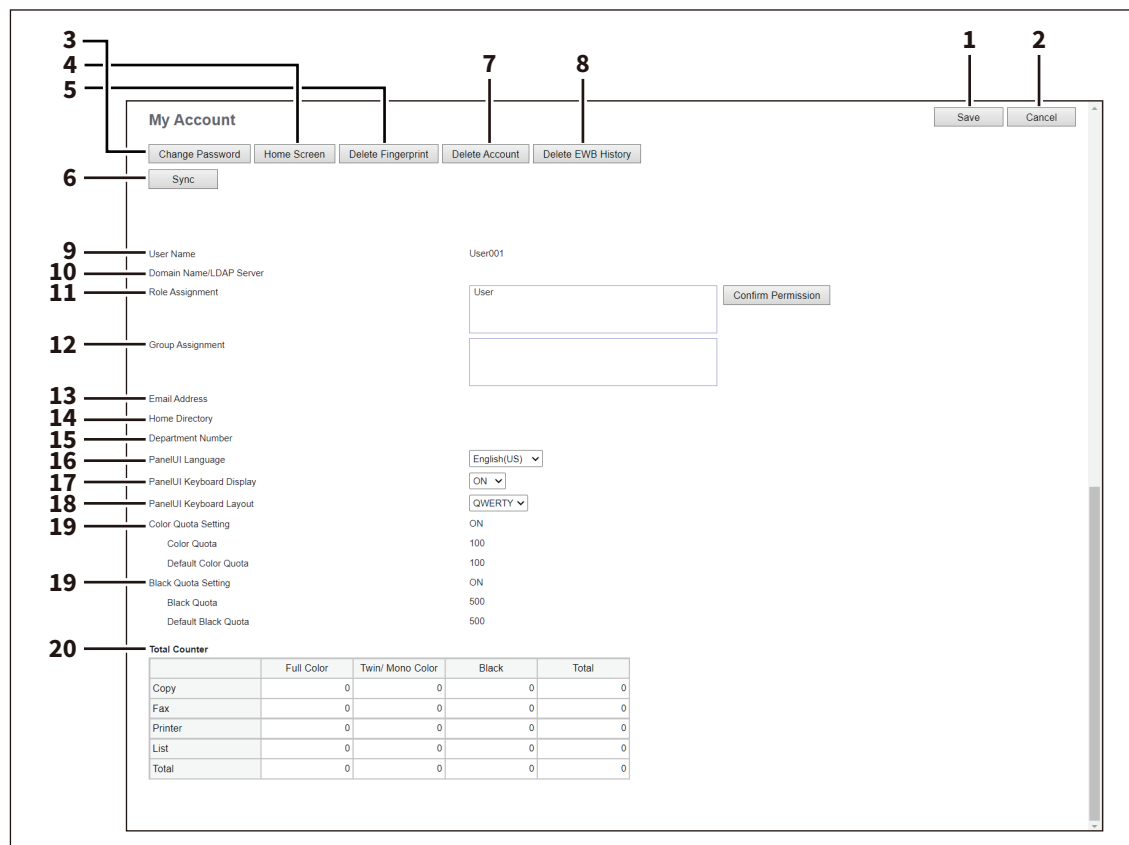 3
4
5
7
8
1
2
My Account
Save
Cancel
Change Password
Home Screen
Delete Fingerprint
Delete Account
Delete EWB History
6
Sync
9
User Name
User001
10
Domain Name/LDAP Server
11
Role Assignment
User
Confirm Permission
12
Group Assignment
13
Email Address
14
Home Directory
15
Department Number
16
PanelUI Language
English(US)
17
PanelUI Keyboard Display
ON
18
PanelUI Keyboard Layout
QWERTY
19
Color Quota Setting
ON
Color Quota
100
Default Color Quota
100
19
Black Quota Setting
ON
Black Quota
500
Default Black Quota
500
20
Total Counter
Full Color Twin/ Mono Color Black Total
Copy 0 0 0 0
Fax 0 0 0 0
Printer 0 0 0 0
List 0 0 0 0
Total 0 0 0 0